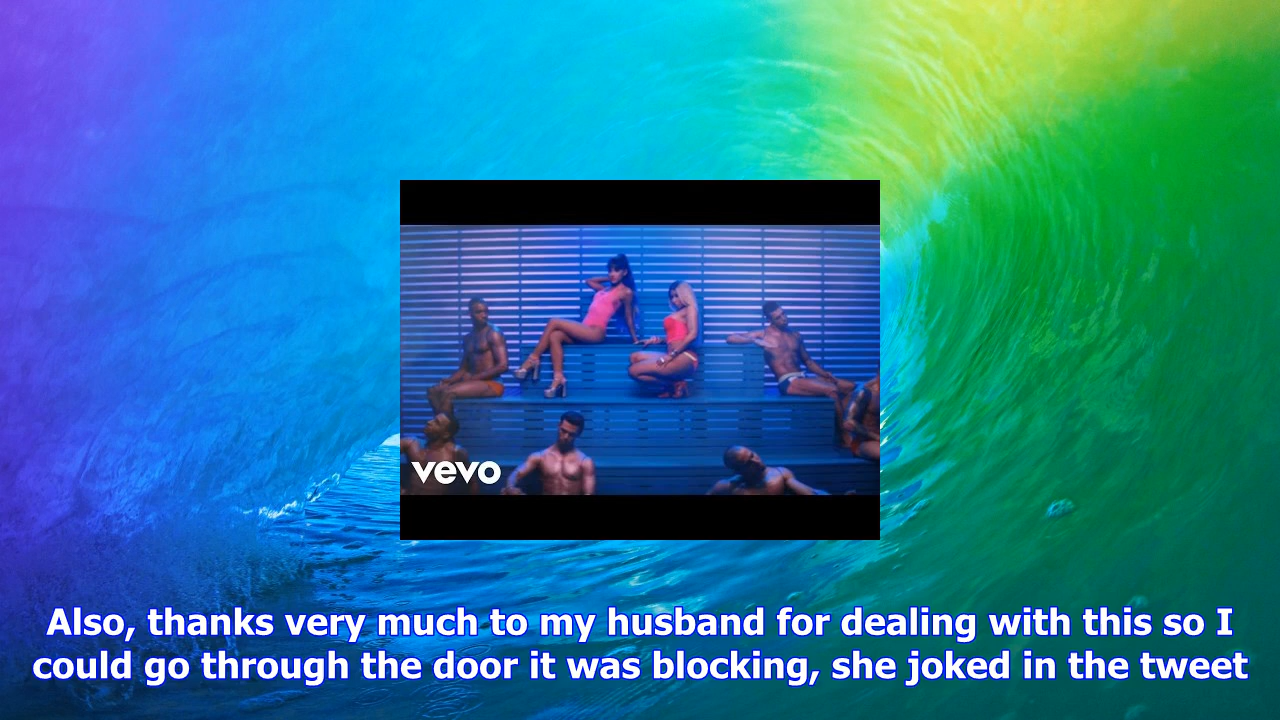 vevo
Also, thanks very much to my husband for dealing with this so I
could go through the door it was blocking, she joked in the tweet